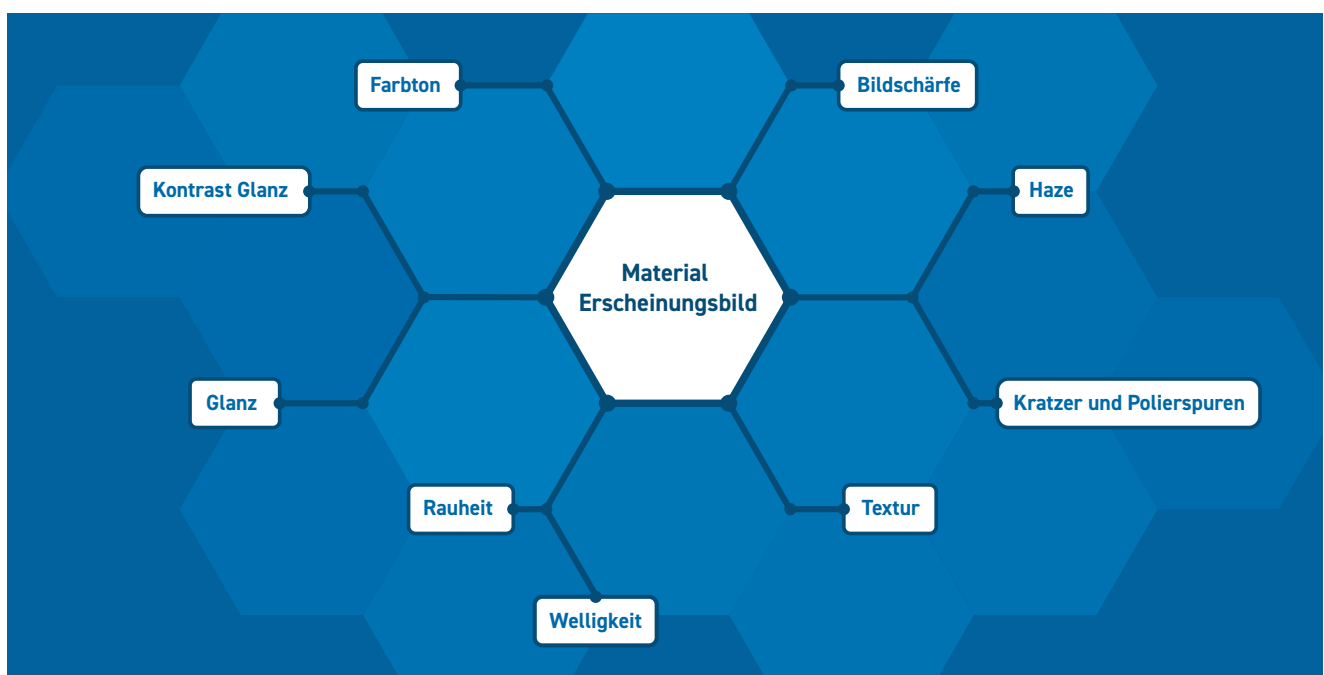 Farbton
Bildschärfe
Kontrast Glanz
Haze
Material
Erscheinungsbild
Glanz
Kratzer und Polierspuren
Rauheit
Textur
Welligkeit